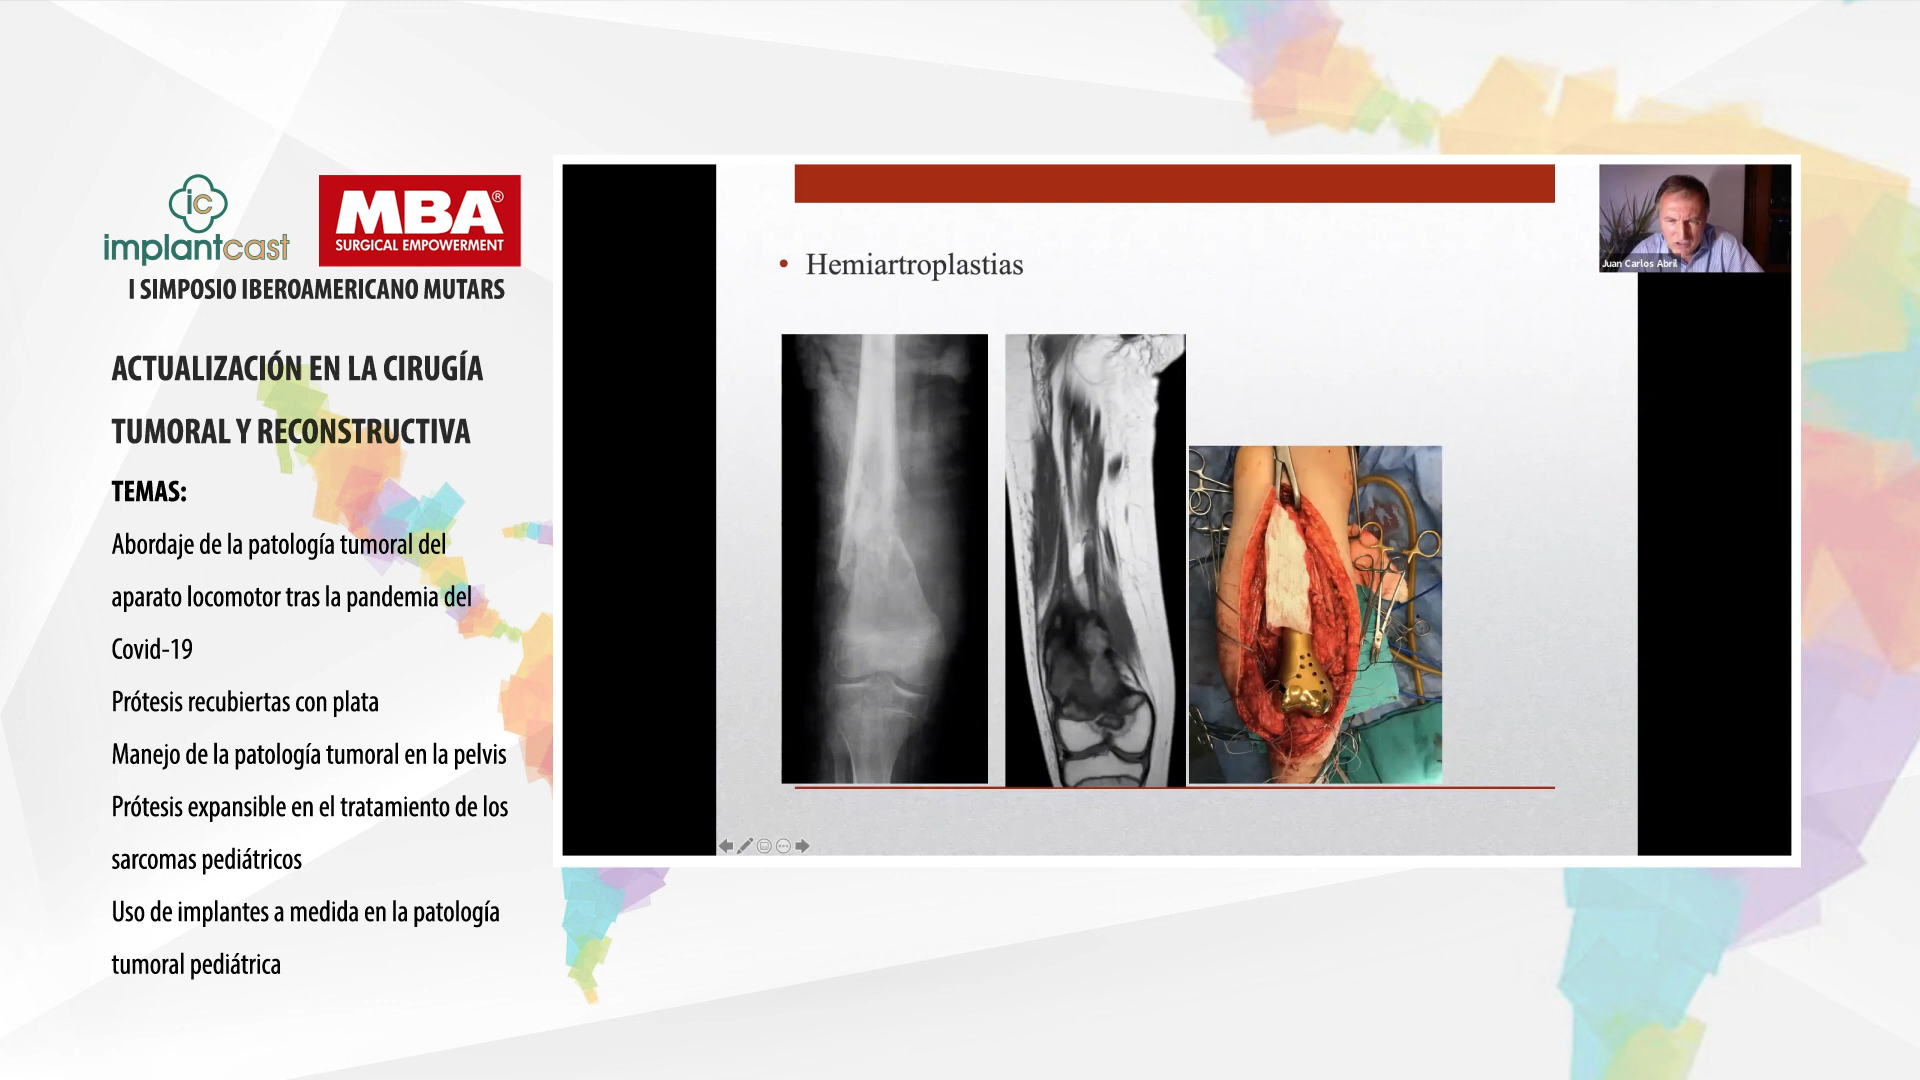 ic
implantcast
MBA®
SURGICAL EMPOWERMENT
I SIMPOSIO IBEROAMERICANO MUTARS
ACTUALIZACIÓN EN LA CIRUGÍA
TUMORAL Y RECONSTRUCTIVA
TEMAS:
Abordaje de la patología tumoral del
aparato locomotor tras la pandemia del
Covid-19
Prótesis recubiertas con plata
Manejo de la patología tumoral en la pelvis
Prótesis expansible en el tratamiento de los
sarcomas pediátricos
Uso de implantes a medida en la patología
tumoral pediátrica
• Hemiartroplastias
Juan Carlos Abril